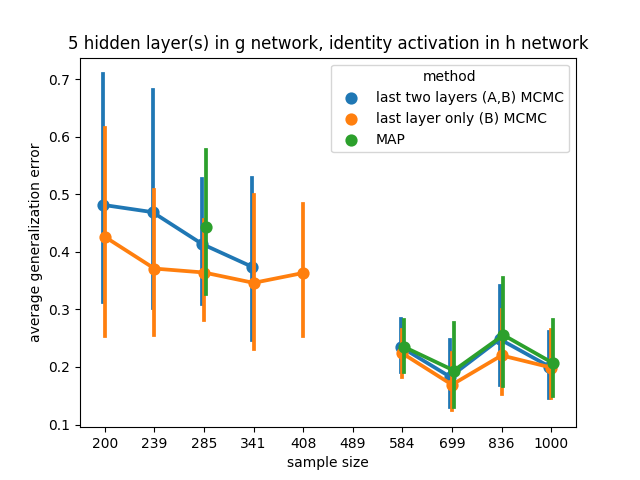 5 hidden layer(s) in g network, identity activation in h network
method
last two layers (A,B) MCMC
last layer only (B) MCMC
MAP
average generalization error
0.7
0.6
0.5
0.4
0.3
0.2
0.1
200 239 285 341 408 489 584 699 836 1000
sample size